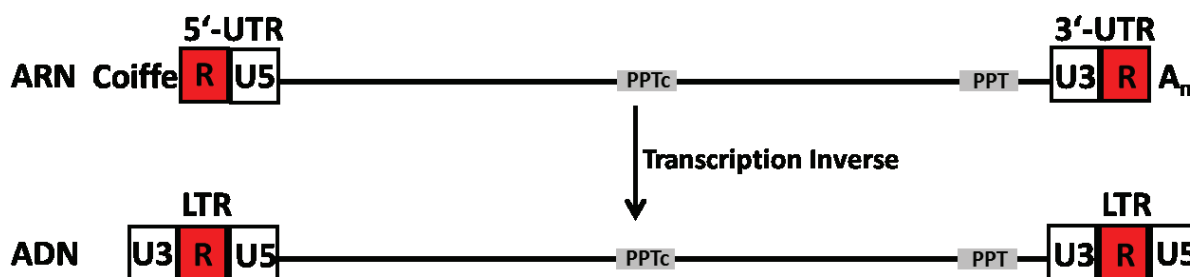 5'-UTR 3'-UTR
ARN Coiffe R U5 PPTc PPT U3 R An
Transcription Inverse
LTR LTR
ADN U3 R U5 PPTc PPT U3 R U5